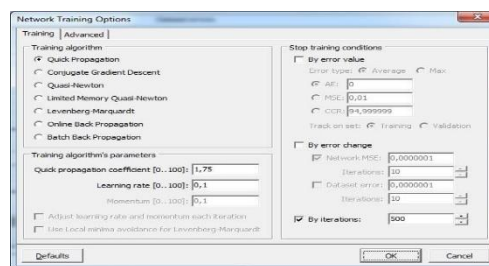 Network Training Options
Training Advanced
Training algorithm
Quick Propagation
Conjugate Gradient Descent
Quasi-Newton
Limited Memory Quasi-Newton
Levenberg-Marquardt
Online Back Propagation
Batch Back Propagation
Training algorithm's parameters
Quick propagation coefficient [0..100]: 1,75
Learning rate [0..100]: 0,1
Momentum [0..100]: 0,1
Adjust learning rate and momentum each iteration
Use Local minima avoidance for Levenberg-Marquardt
Stop training conditions
By error value
Error type: Average Max
AE: 0
MSE: 0,01
CCR: 94,999999
Track on set: Training Validation
By error change
Network MSE: 0,0000001
Iterations: 10
Dataset error: 0,0000001
Iterations: 10
By iterations: 500
Defaults OK Cancel